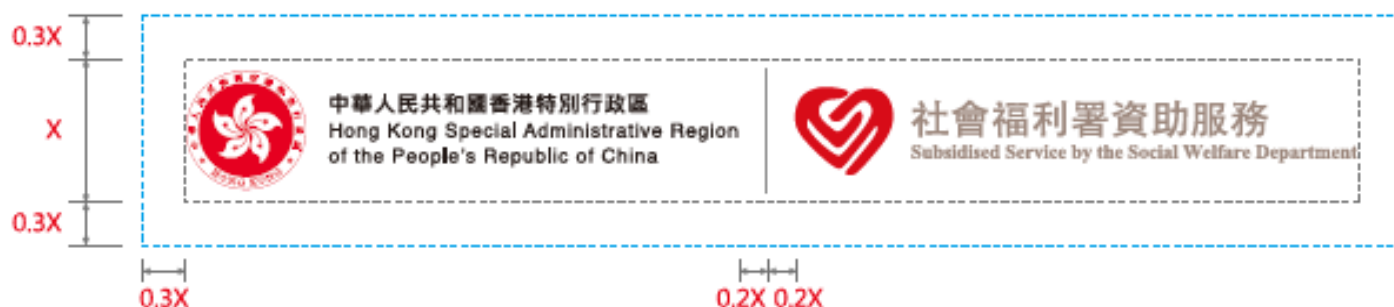 0.3X
X
0.3X
中華人民共和國香港特別行政區
Hong Kong Special Administrative Region
of the People's Republic of China
HONG KONG
社會福利署資助服務
Subsidised Service by the Social Welfare Department
0.3X
0.2X 0.2X